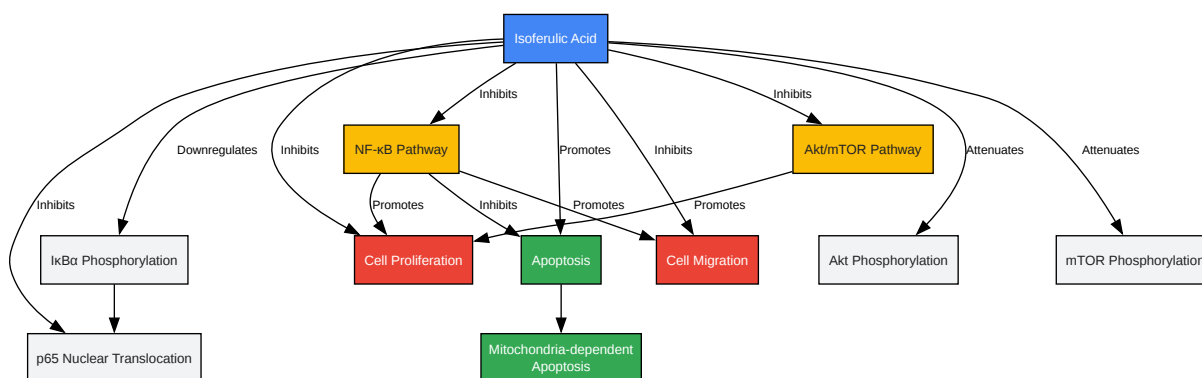 Isoferulic Acid
Inhibits
Inhibits
NF-κB Pathway
Akt/mTOR Pathway
Downregulates
Inhibits
Promotes
Inhibits
Attenuates
Attenuates
Inhibits
Promotes
Inhibits
Promotes
Promotes
IκBα Phosphorylation
Cell Proliferation
Apoptosis
Cell Migration
Akt Phosphorylation
mTOR Phosphorylation
p65 Nuclear Translocation
Mitochondria-dependent
Apoptosis